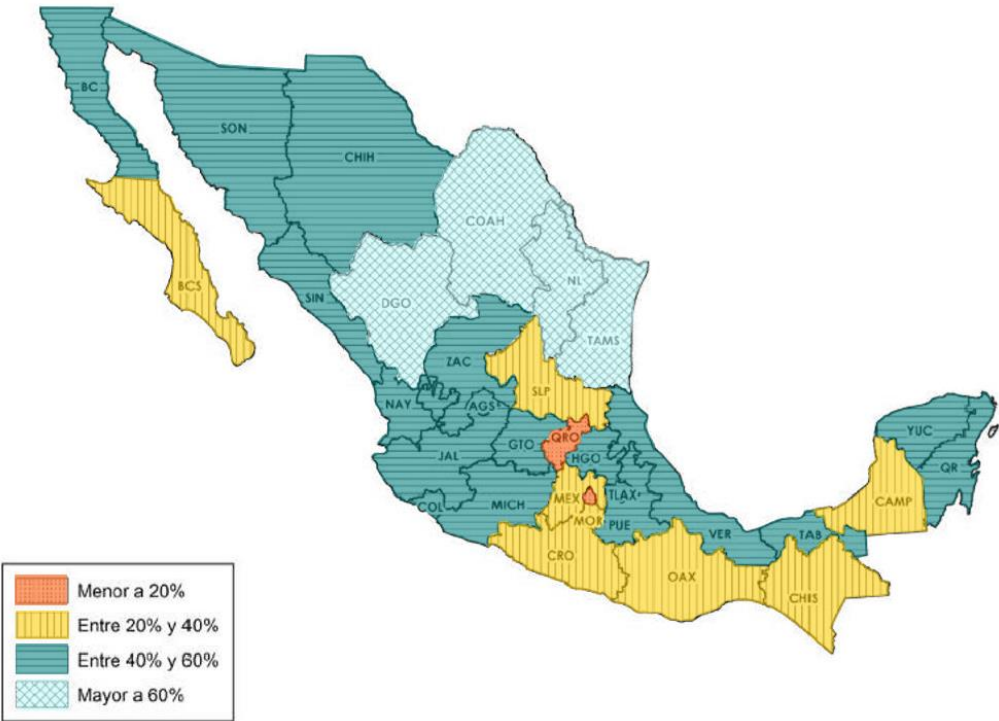 BC
SON
CHIH
COAH
BCS
SIN
DGO
NL
TAMS
ZAC
SLP
NAY
AGS
GTO
QRO
HGO
JAL
COL
MICH
MEX
TLAX
MOR
PUE
VER
CRO
OAX
TAB
CHIS
CAMP
YUC
QR
Menor a 20%
Entre 20% y 40%
Entre 40% y 60%
Mayor a 60%